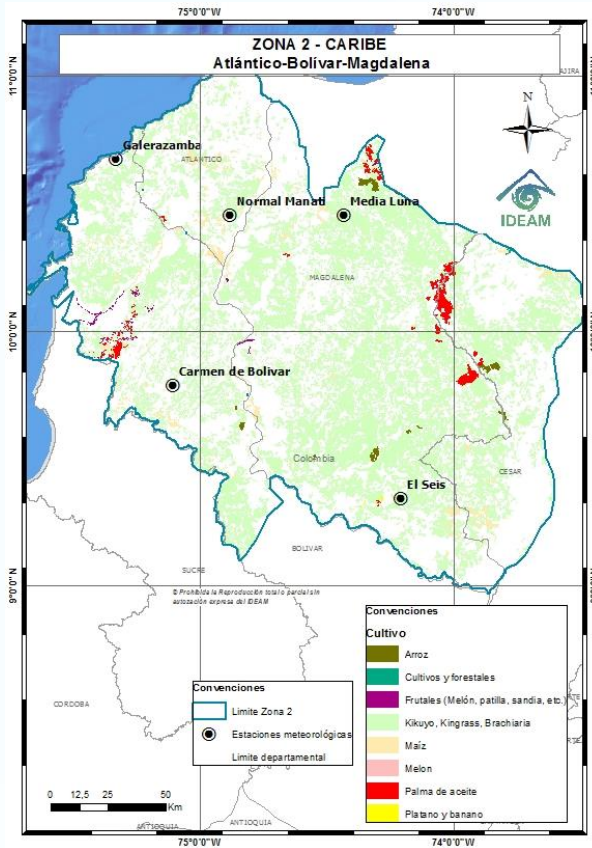 75°0'0"W
74°0'0"W
ZONA 2 - CARIBE
Atlántico-Bolívar-Magdalena
11°0'0"N
AJIRA
N
Galerazamba
ATLANTICO
IDEAM
Normal Manati
Media Luna
MAGDALENA
10°0'0"N
Carmen de Bolivar
Colombia
El Seis
CESAR
BOLIVAR
SUCRE
9°0'0"N
© Prohibida la Reproducción total o parcial sin
autorización expresa del IDEAM
Convenciones
Cultivo
Arroz
Cultivos y forestales
Frutales (Melón, patilla, sandia, etc.)
Kikuyo, Kingrass, Brachiaria
Maíz
Melon
Palma de aceite
Platano y banano
Convenciones
Limite Zona 2
Estaciones meteorológicas
Limite departamental
CORDOBA
0 12,5 25 50
Km
ANTIOQUIA
ANTIOQUIA
75°0'0"W
74°0'0"W